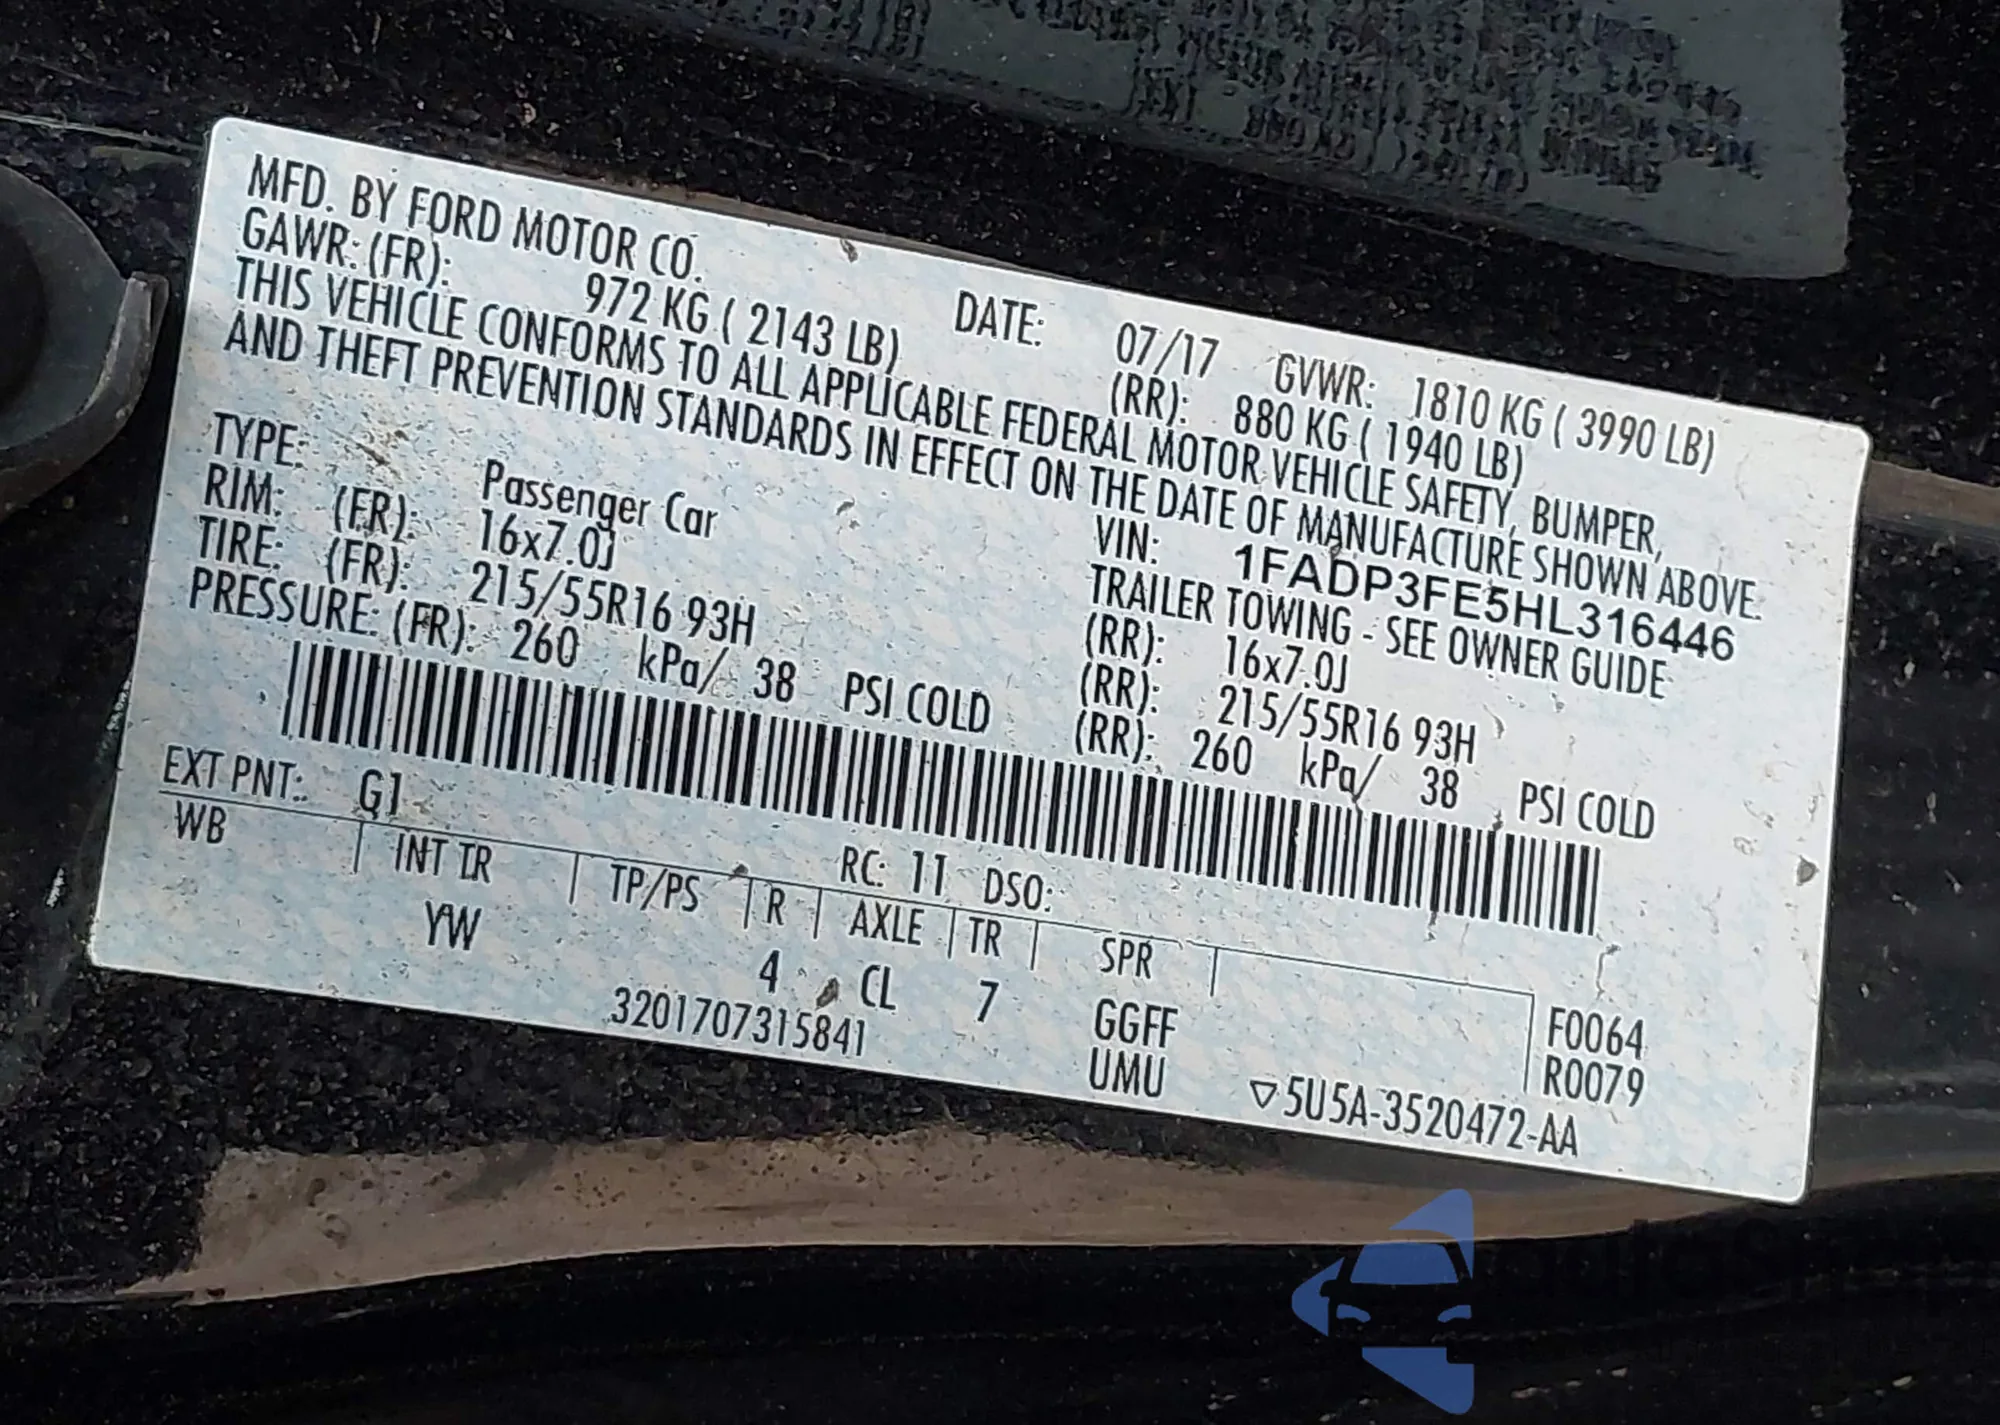 MFD. BY FORD MOTOR CO. DATE: 07/17 GVWR: 1810 KG ( 3990 LB)
GAWR: (FR): 972 KG ( 2143 LB) (RR): 880 KG ( 1940 LB)
THIS VEHICLE CONFORMS TO ALL APPLICABLE FEDERAL MOTOR VEHICLE SAFETY, BUMPER,
AND THEFT PREVENTION STANDARDS IN EFFECT ON THE DATE OF MANUFACTURE SHOWN ABOVE.
VIN: 1FADP3FE5HL316446
TYPE: Passenger Car TRAILER TOWING - SEE OWNER GUIDE
RIM: (FR): 16x7.0J (RR): 16x7.0J
TIRE: (FR): 215/55R16 93H (RR): 215/55R16 93H
PRESSURE: (FR): 260 kPa/ 38 PSI COLD (RR): 260 kPa/ 38 PSI COLD
EXT PNT: G1 RC: 11 DSO:
WB INT TR TP/PS R AXLE TR SPR
YW 4 CL 7 GGFF F0064
UMU R0079
3201707315841 ▽5U5A-3520472-AA